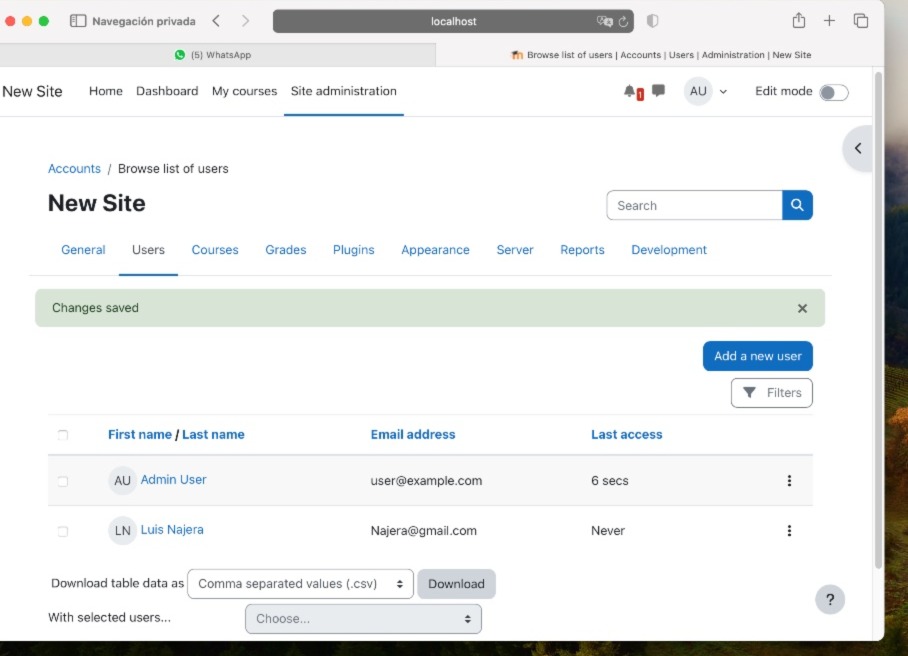 Navegación privada
localhost
(5) WhatsApp
Browse list of users | Accounts | Users | Administration | New Site
New Site Home Dashboard My courses Site administration 1 AU Edit mode
Accounts / Browse list of users
New Site
Search
General Users Courses Grades Plugins Appearance Server Reports Development
Changes saved ×
Add a new user
Filters
First name / Last name Email address Last access
AU Admin User user@example.com 6 secs
LN Luis Najera Najera@gmail.com Never
Download table data as Comma separated values (.csv) Download
?
With selected users... Choose...